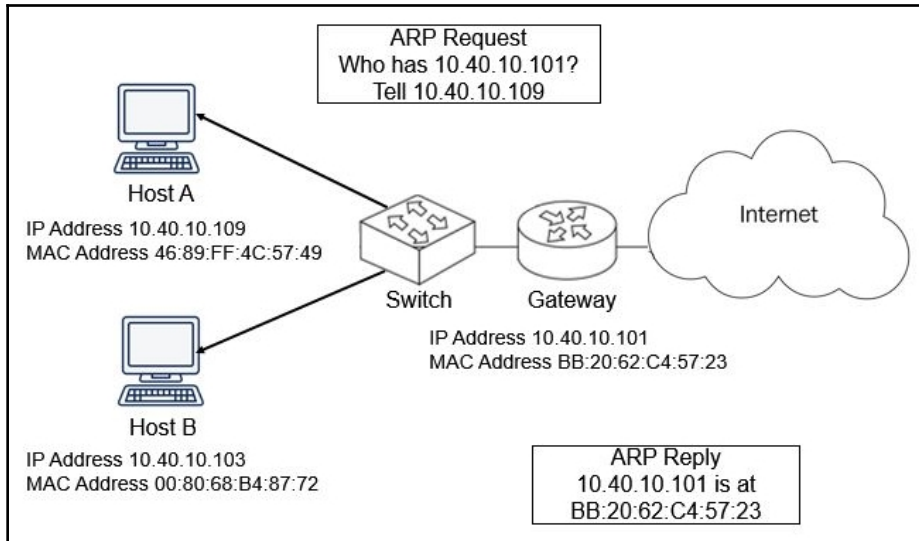 ARP Request
Who has 10.40.10.101?
Tell 10.40.10.109
Host A
IP Address 10.40.10.109
MAC Address 46:89:FF:4C:57:49
Internet
Switch
Gateway
IP Address 10.40.10.101
MAC Address BB:20:62:C4:57:23
Host B
IP Address 10.40.10.103
MAC Address 00:80:68:B4:87:72
ARP Reply
10.40.10.101 is at
BB:20:62:C4:57:23